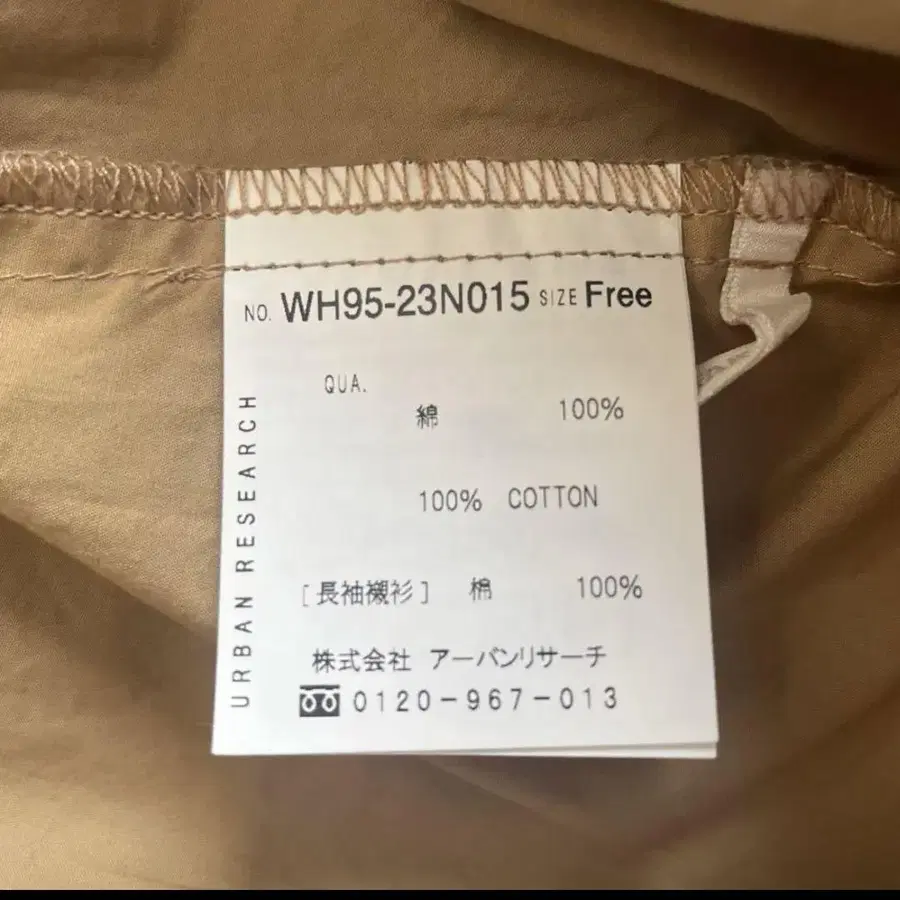 NO. WH95-23N015 SIZE Free
QUA.
綿 100%
100% COTTON
[長袖襯衫] 棉 100%
株式会社 アーバンリサーチ
0120-967-013
URBAN RESEARCH